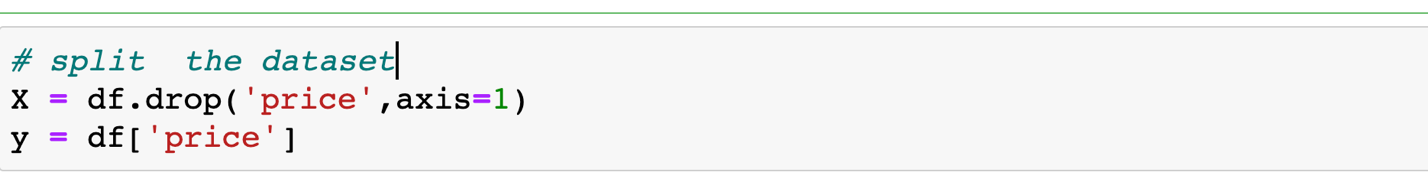 # split  the dataset
X = df.drop('price',axis=1)
y = df['price']